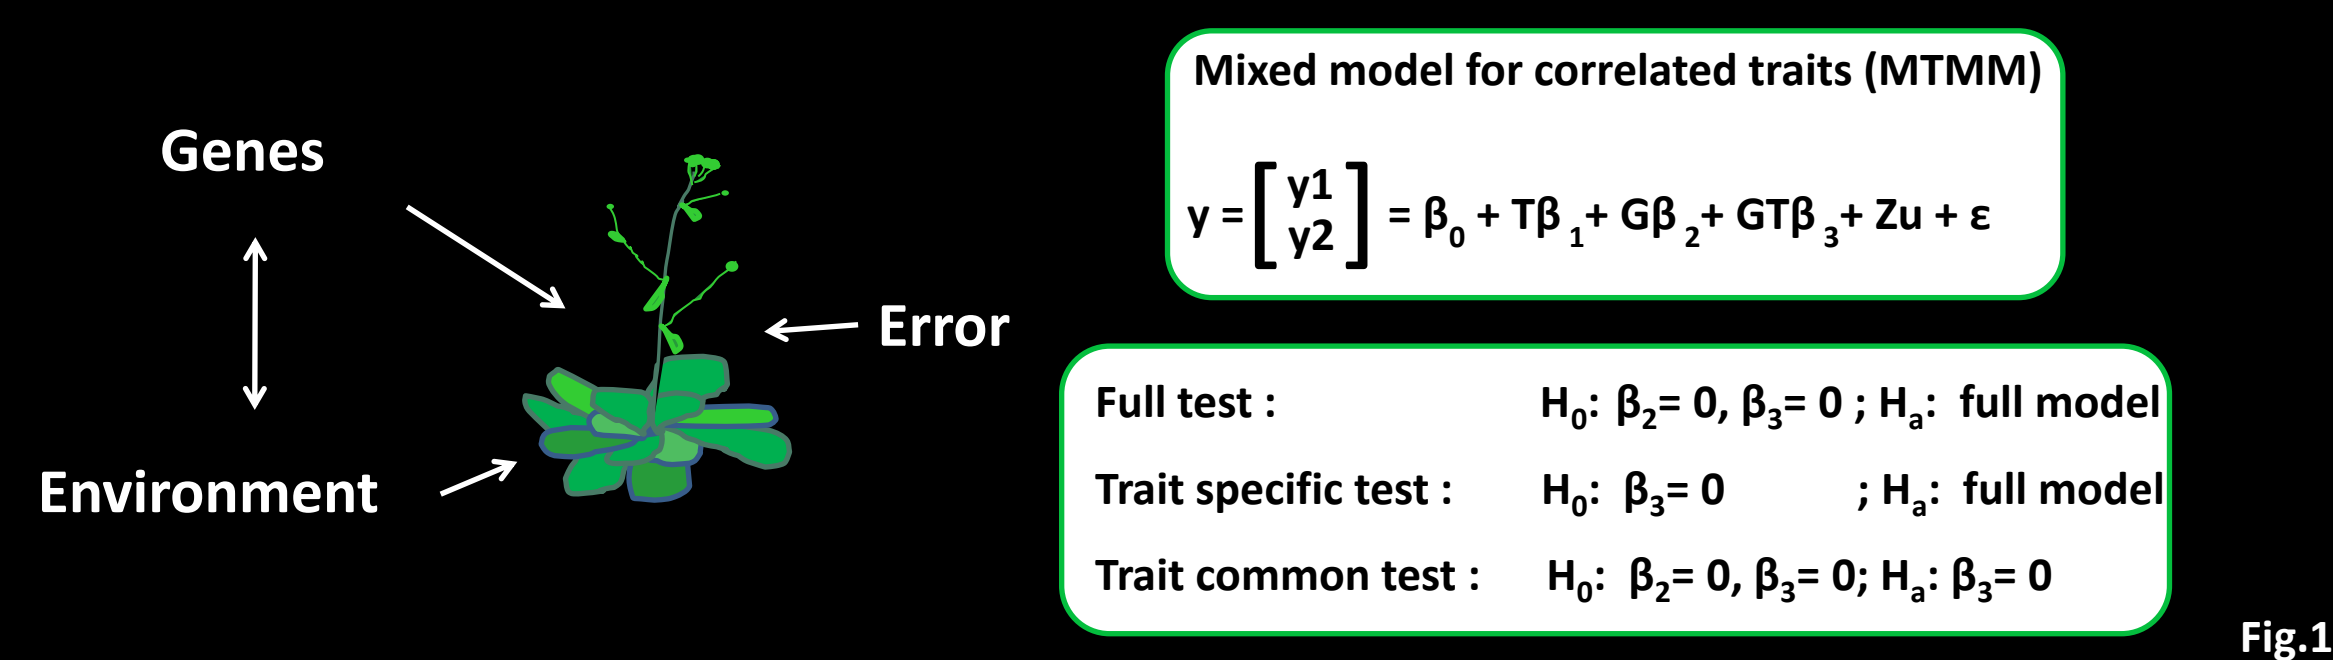 Genes
Environment
Error
Mixed model for correlated traits (MTMM)
y = [ y1 y2 ] = β0 + Tβ1+ Gβ2+ GTβ3+ Zu + ε
Full test : H0: β2= 0, β3= 0 ; Ha: full model
Trait specific test : H0: β3= 0 ; Ha: full model
Trait common test : H0: β2= 0, β3= 0; Ha: β3= 0
Fig.1